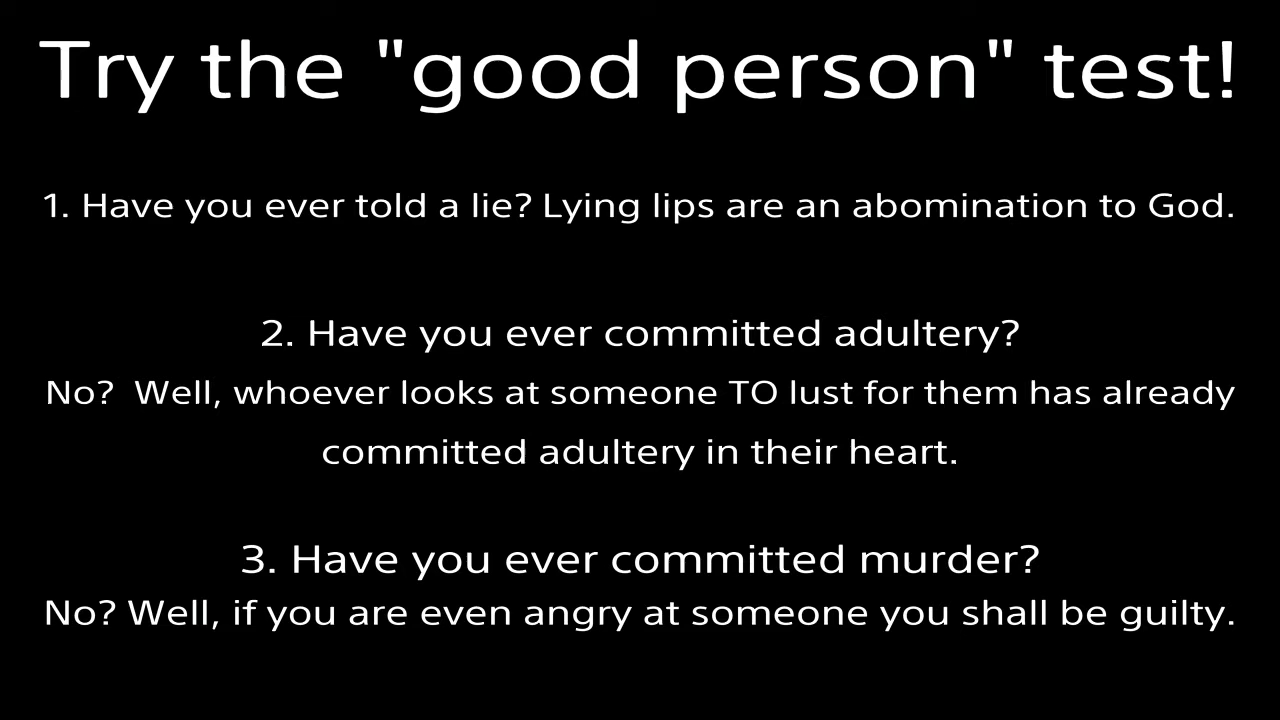 Try the "good person" test!
1. Have you ever told a lie? Lying lips are an abomination to God.
2. Have you ever committed adultery?
No?  Well, whoever looks at someone TO lust for them has already
committed adultery in their heart.
3. Have you ever committed murder?
No? Well, if you are even angry at someone you shall be guilty.